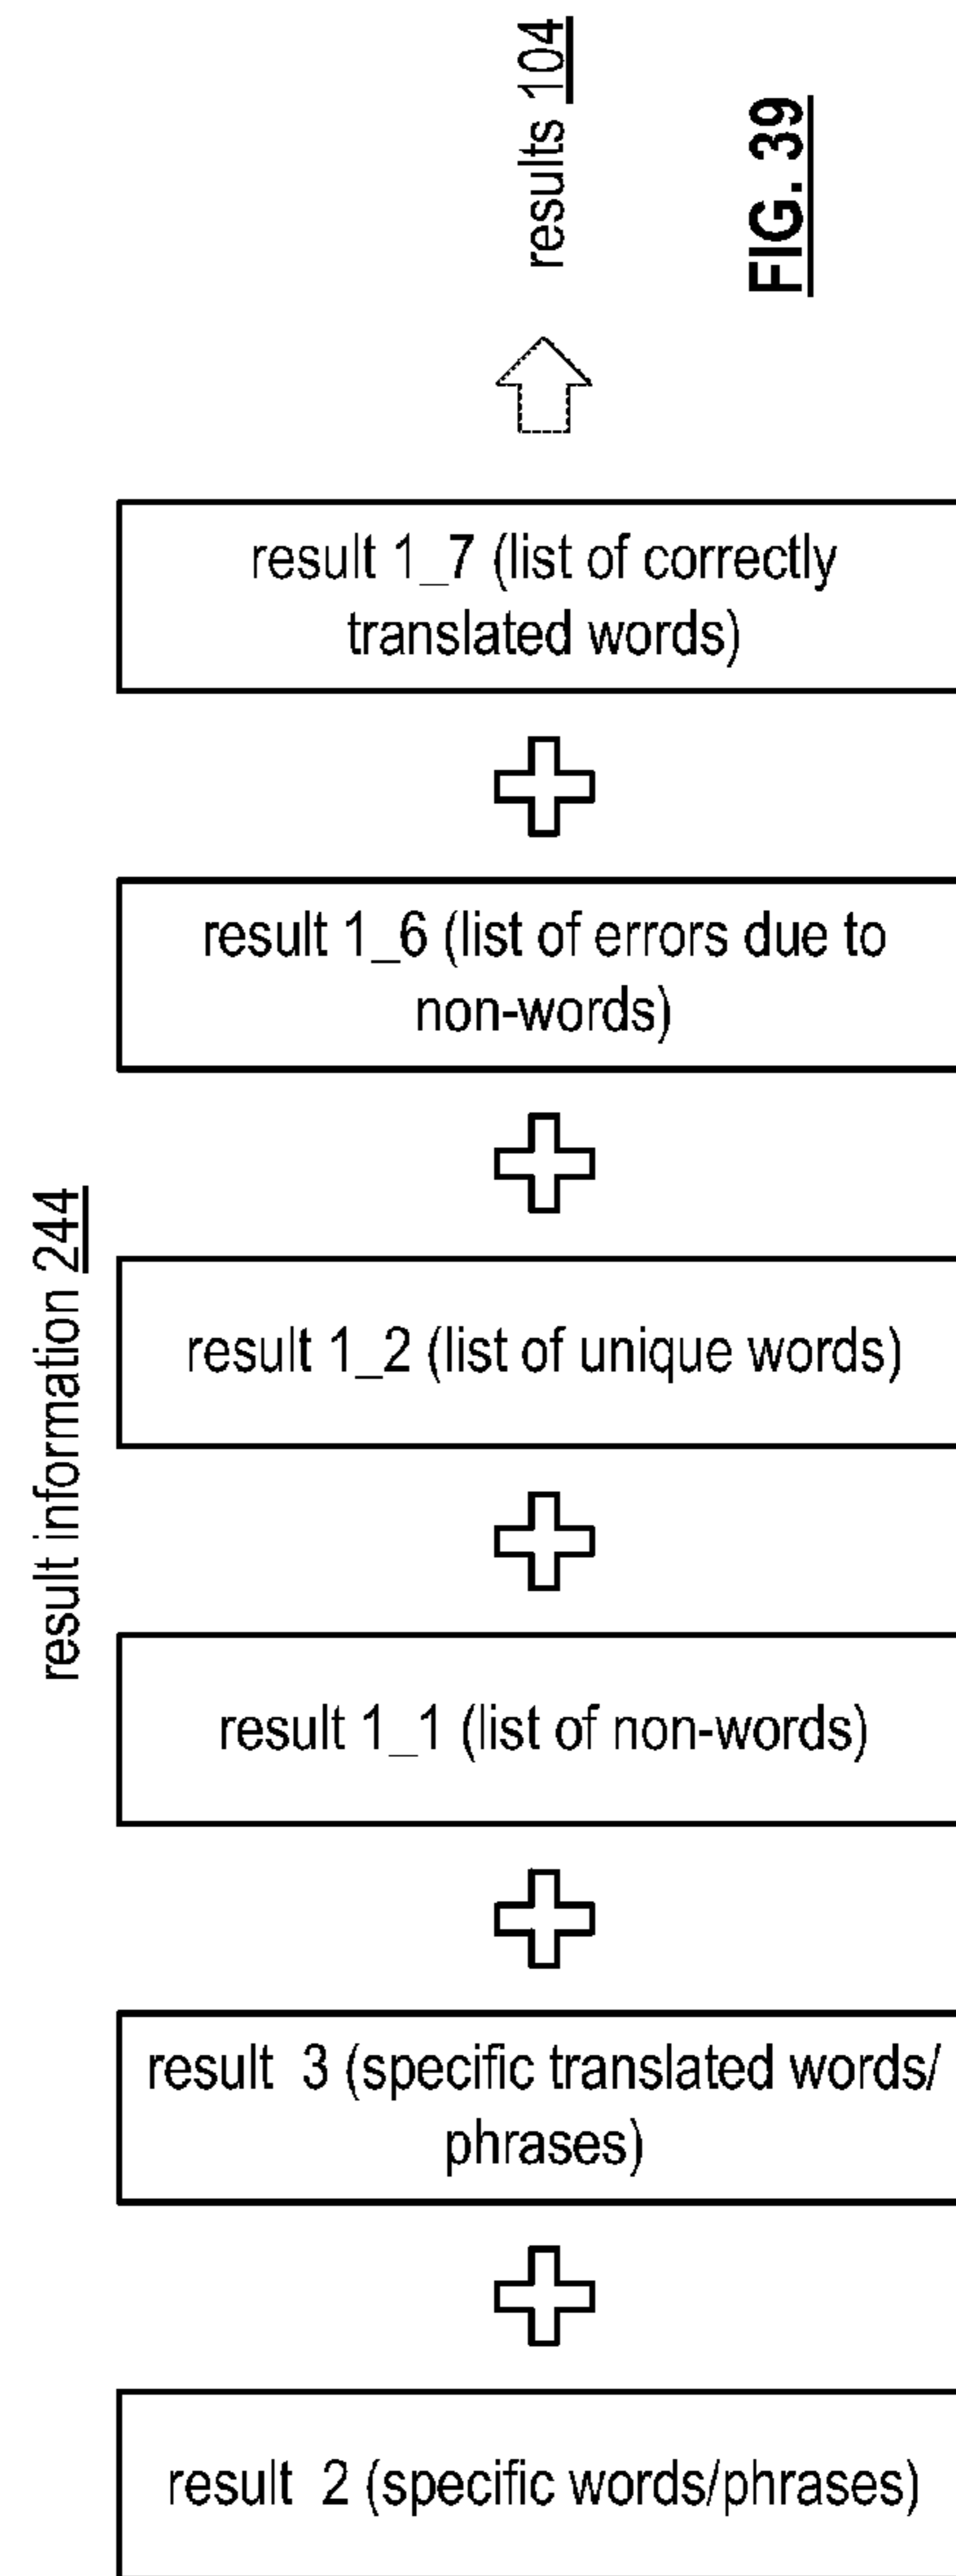 results 104
FIG. 39
result 1_7 (list of correctly
translated words)
result 1_6 (list of errors due to
non-words)
result information 244
result 1_2 (list of unique words)
result 1_1 (list of non-words)
result 3 (specific translated words/
phrases)
result 2 (specific words/phrases)